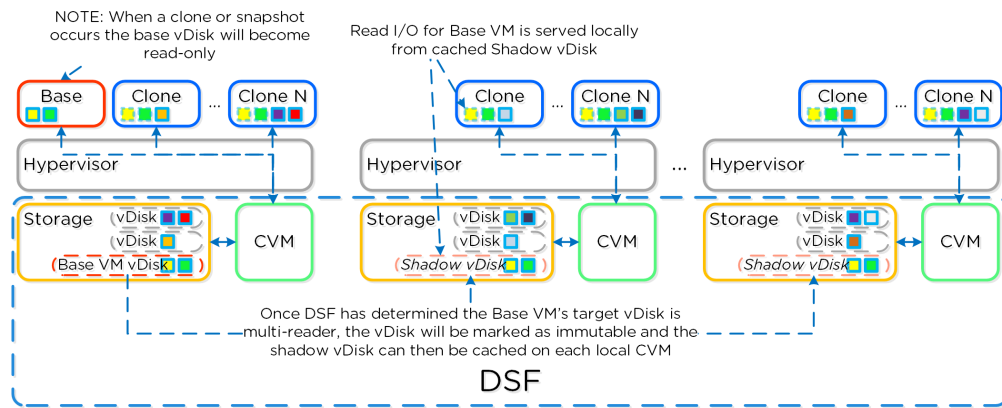 NOTE: When a clone or snapshot
occurs the base vDisk will become
read-only
Read I/O for Base VM is served locally
from cached Shadow vDisk
Base
Clone
...
Clone N
Clone
...
Clone N
Clone
...
Clone N
Hypervisor
Hypervisor
...
Hypervisor
Storage
vDisk
vDisk
Base VM vDisk
CVM
Storage
vDisk
vDisk
Shadow vDisk
CVM
Storage
vDisk
vDisk
Shadow vDisk
CVM
Once DSF has determined the Base VM's target vDisk is
multi-reader, the vDisk will be marked as immutable and the
shadow vDisk can then be cached on each local CVM
DSF